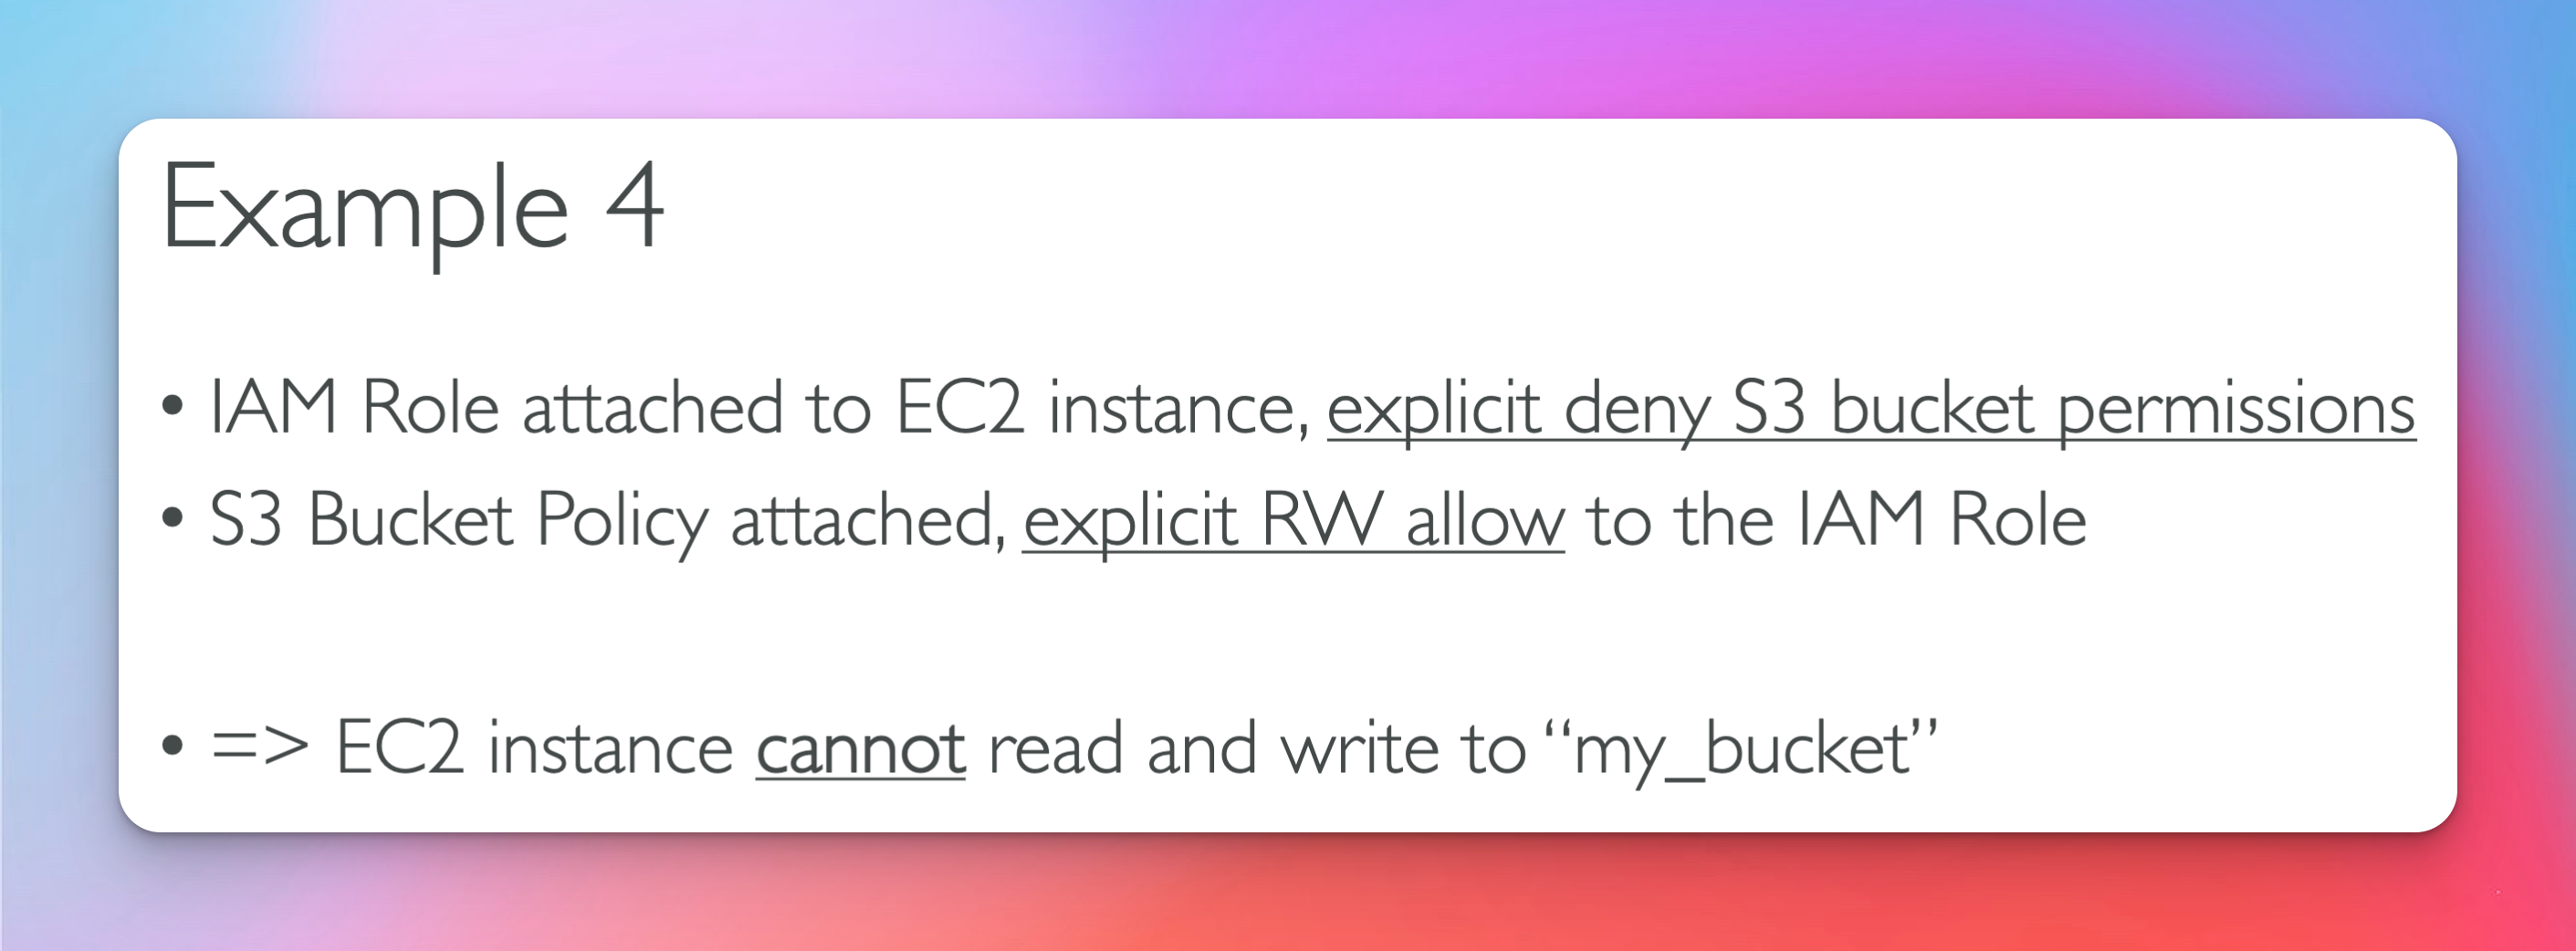 Example 4
• IAM Role attached to EC2 instance, explicit deny S3 bucket permissions
• S3 Bucket Policy attached, explicit RW allow to the IAM Role
• => EC2 instance cannot read and write to “my_bucket”